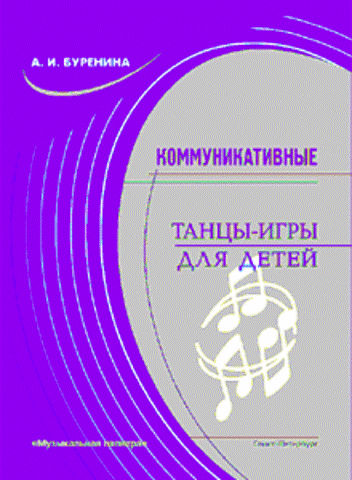 А. И. БУРЕНИНА
КОММУНИКАТИВНЫЕ
ТАНЦЫ-ИГРЫ
ДЛЯ ДЕТЕЙ
«Музыкальная палитра»
Санкт-Петербург